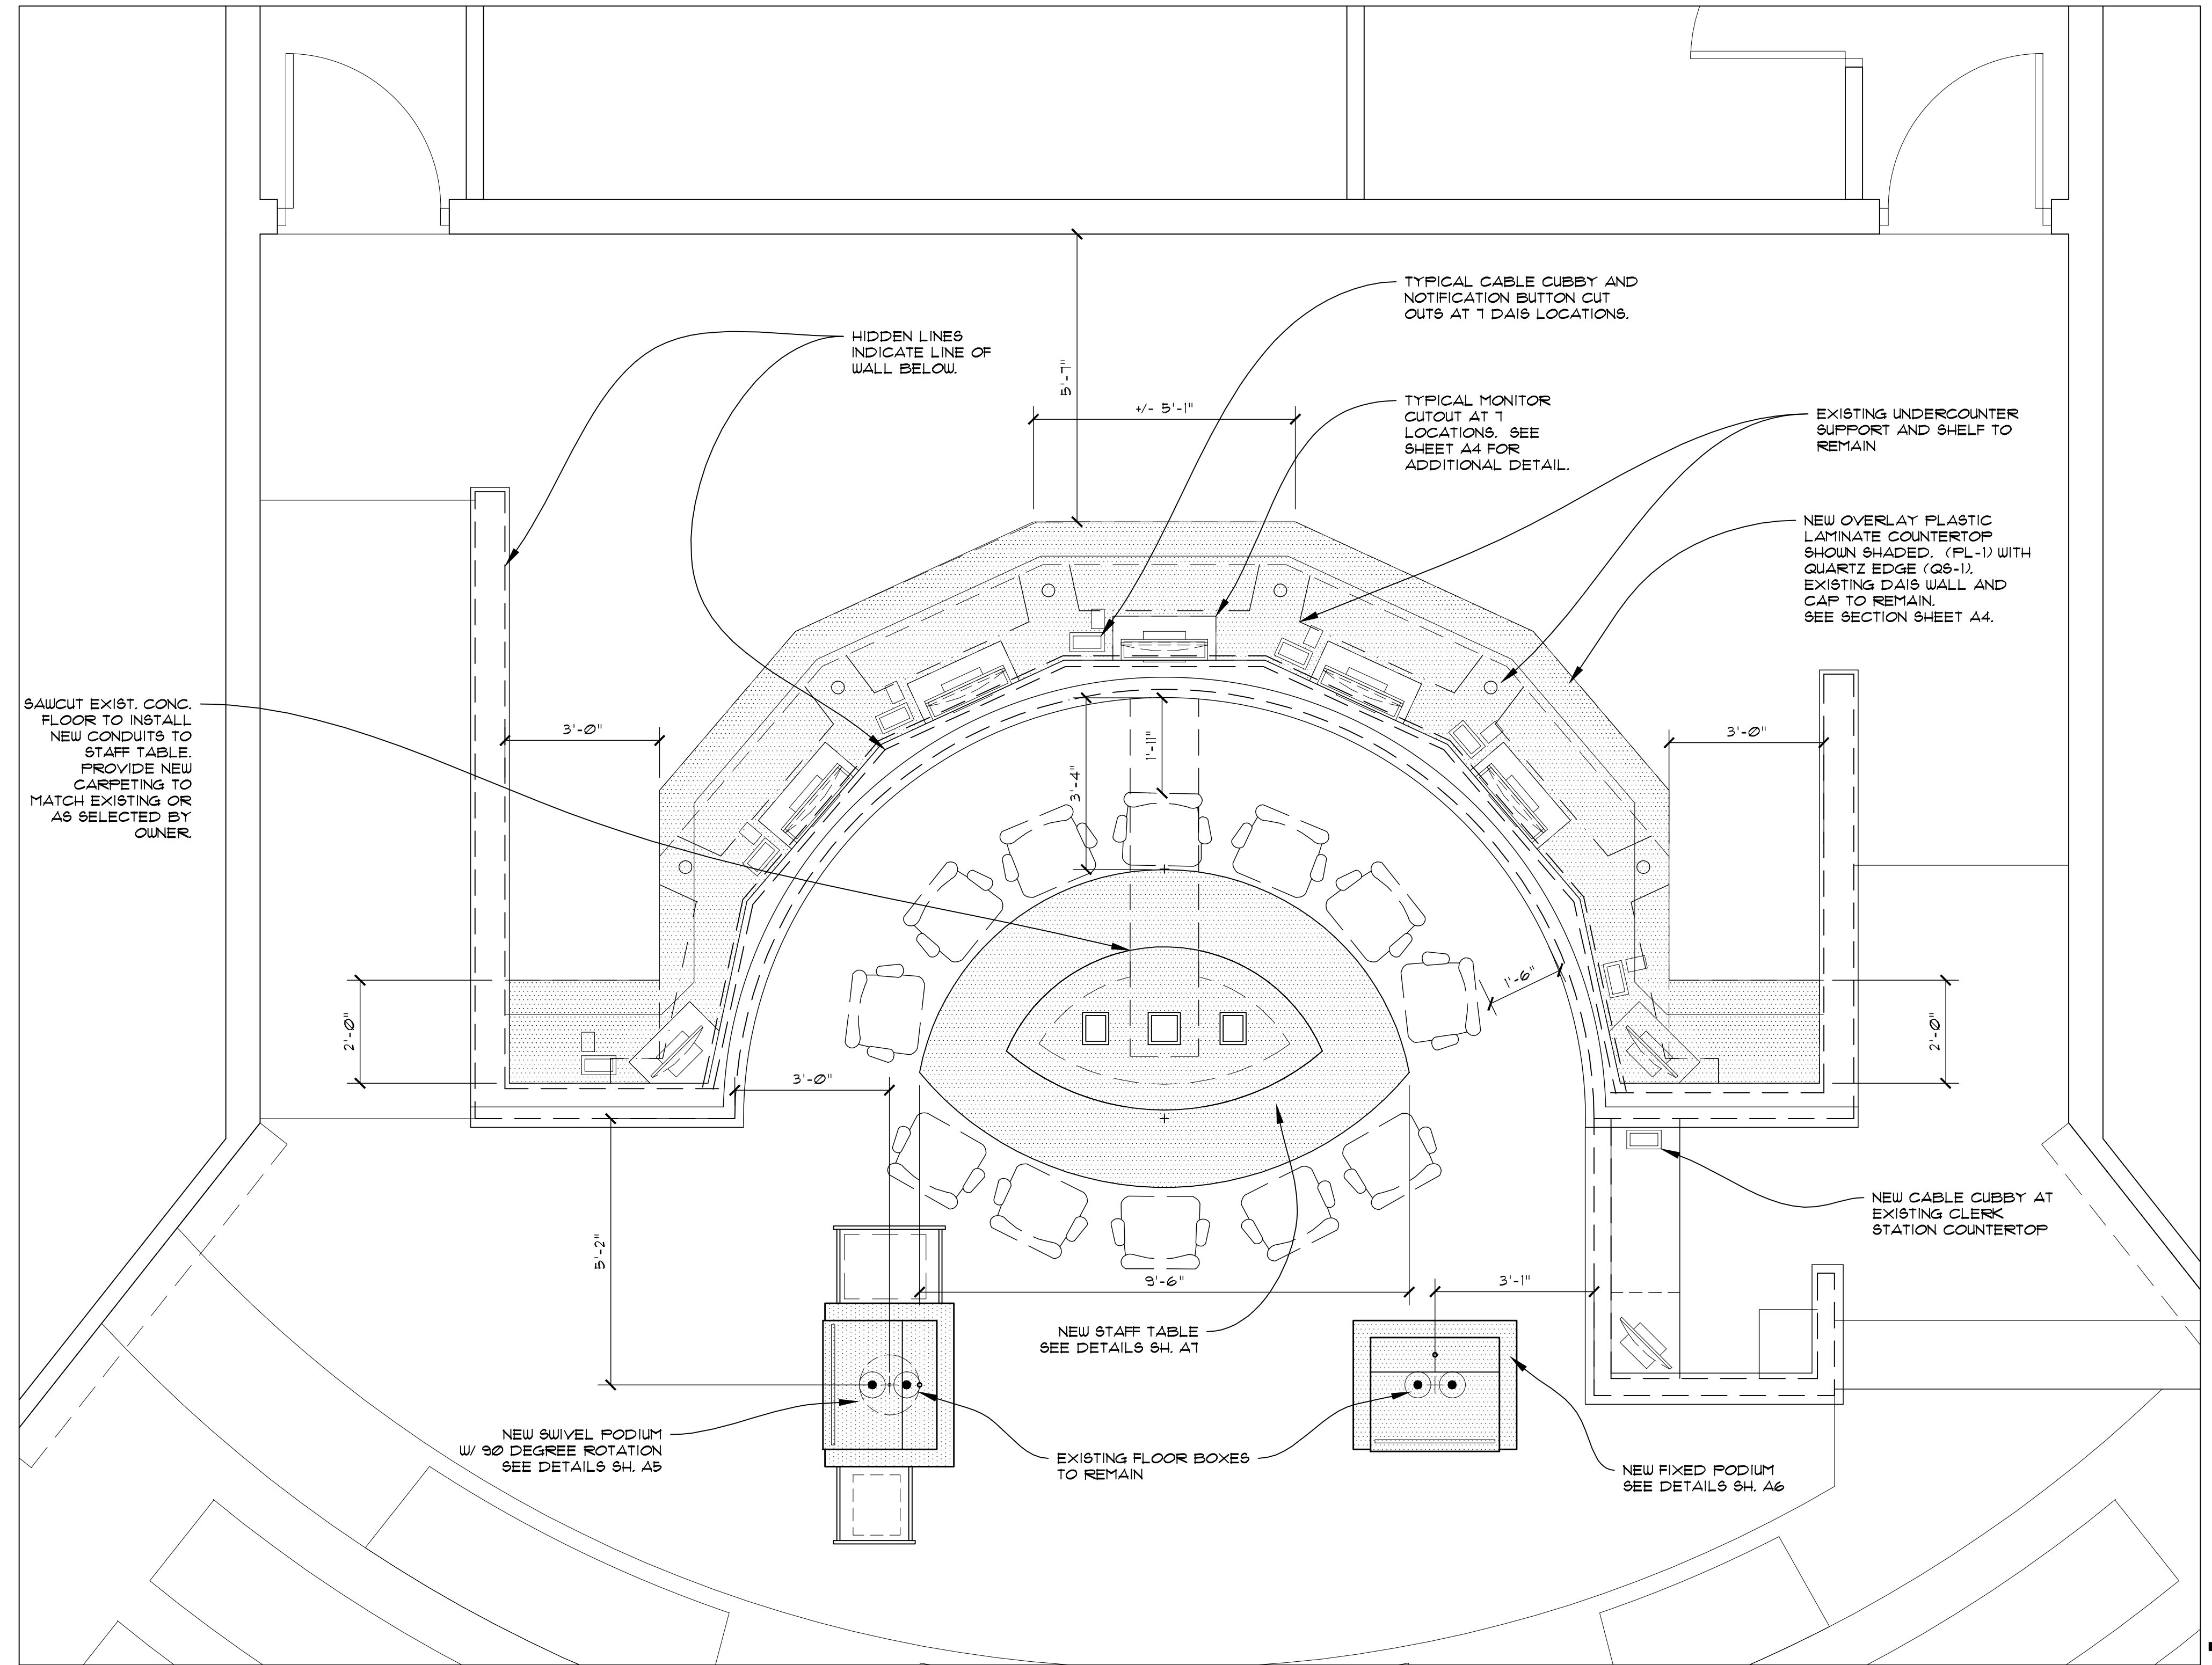 TYPICAL CABLE CUBBY AND
NOTIFICATION BUTTON CUT
OUTS AT 7 DAIS LOCATIONS.
HIDDEN LINES
INDICATE LINE OF
WALL BELOW.
5'-7"
+/- 5'-1"
TYPICAL MONITOR
CUTOUT AT 7
LOCATIONS. SEE
SHEET A4 FOR
ADDITIONAL DETAIL.
EXISTING UNDERCOUNTER
SUPPORT AND SHELF TO
REMAIN
NEW OVERLAY PLASTIC
LAMINATE COUNTERTOP
SHOWN SHADED. (PL-1) WITH
QUARTZ EDGE (QS-1).
EXISTING DAIS WALL AND
CAP TO REMAIN.
SEE SECTION SHEET A4.
SAWCUT EXIST. CONC.
FLOOR TO INSTALL
NEW CONDUITS TO
STAFF TABLE.
PROVIDE NEW
CARPETING TO
MATCH EXISTING OR
AS SELECTED BY
OWNER.
3'-0"
3'-4"
1'-11"
3'-0"
1'-6"
2'-0"
2'-0"
3'-0"
5'-2"
NEW CABLE CUBBY AT
EXISTING CLERK
STATION COUNTERTOP
9'-6"
3'-1"
NEW STAFF TABLE
SEE DETAILS SH. A7
NEW SWIVEL PODIUM
W/ 90 DEGREE ROTATION
SEE DETAILS SH. A5
EXISTING FLOOR BOXES
TO REMAIN
NEW FIXED PODIUM
SEE DETAILS SH. A6